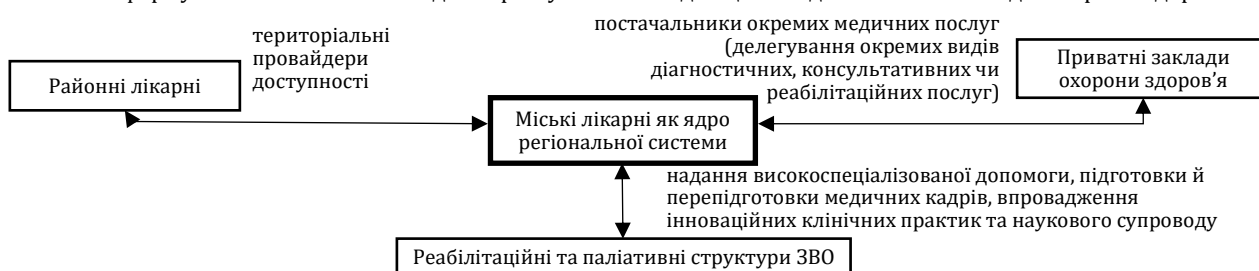 територіальні
провайдери
доступності
Районні лікарні
постачальники окремих медичних послуг
(делегування окремих видів
діагностичних, консультативних чи
реабілітаційних послуг)
Приватні заклади
охорони здоров’я
Міські лікарні як ядро
регіональної системи
надання високоспеціалізованої допомоги, підготовки й
перепідготовки медичних кадрів, впровадження
інноваційних клінічних практик та наукового супроводу
Реабілітаційні та паліативні структури ЗВО